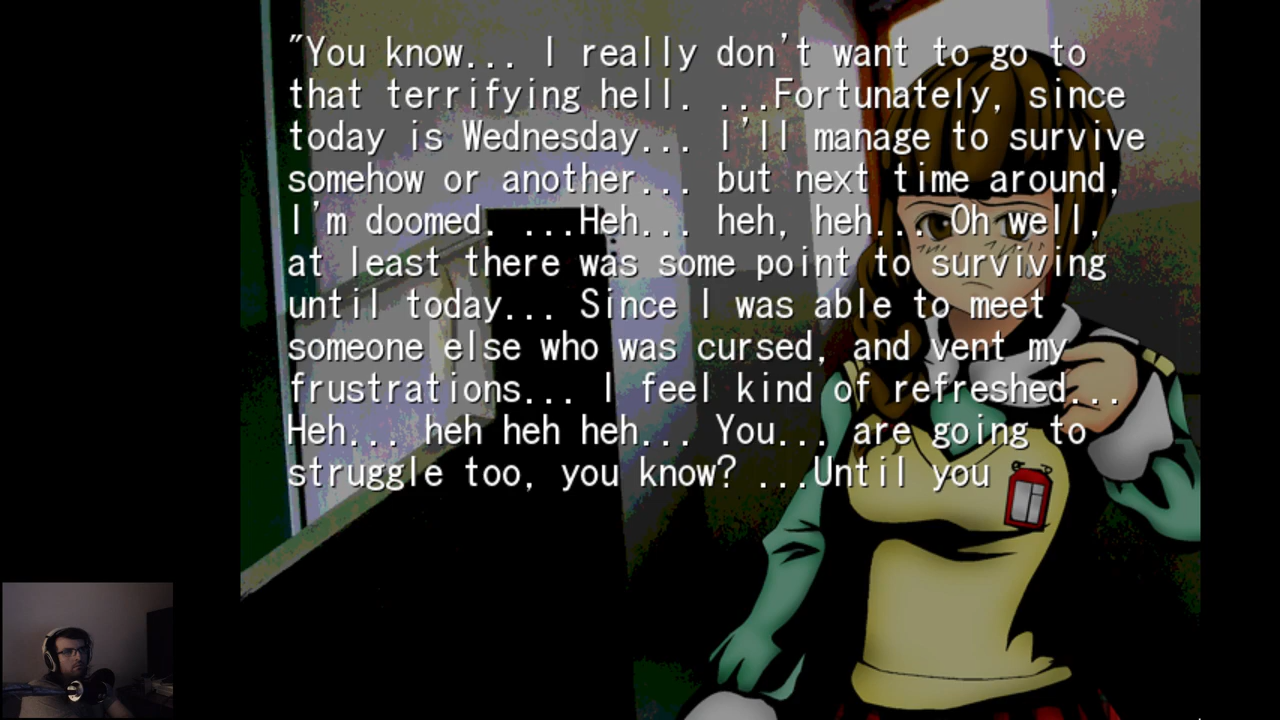 "You know... I really don't want to go to
that terrifying hell. ...Fortunately, since
today is Wednesday... I'll manage to survive
somehow or another... but next time around,
I'm doomed. ...Heh... heh, heh... Oh well,
at least there was some point to surviving
until today... Since I was able to meet
someone else who was cursed, and vent my
frustrations... I feel kind of refreshed...
Heh... heh heh heh... You... are going to
struggle too, you know? ...Until you